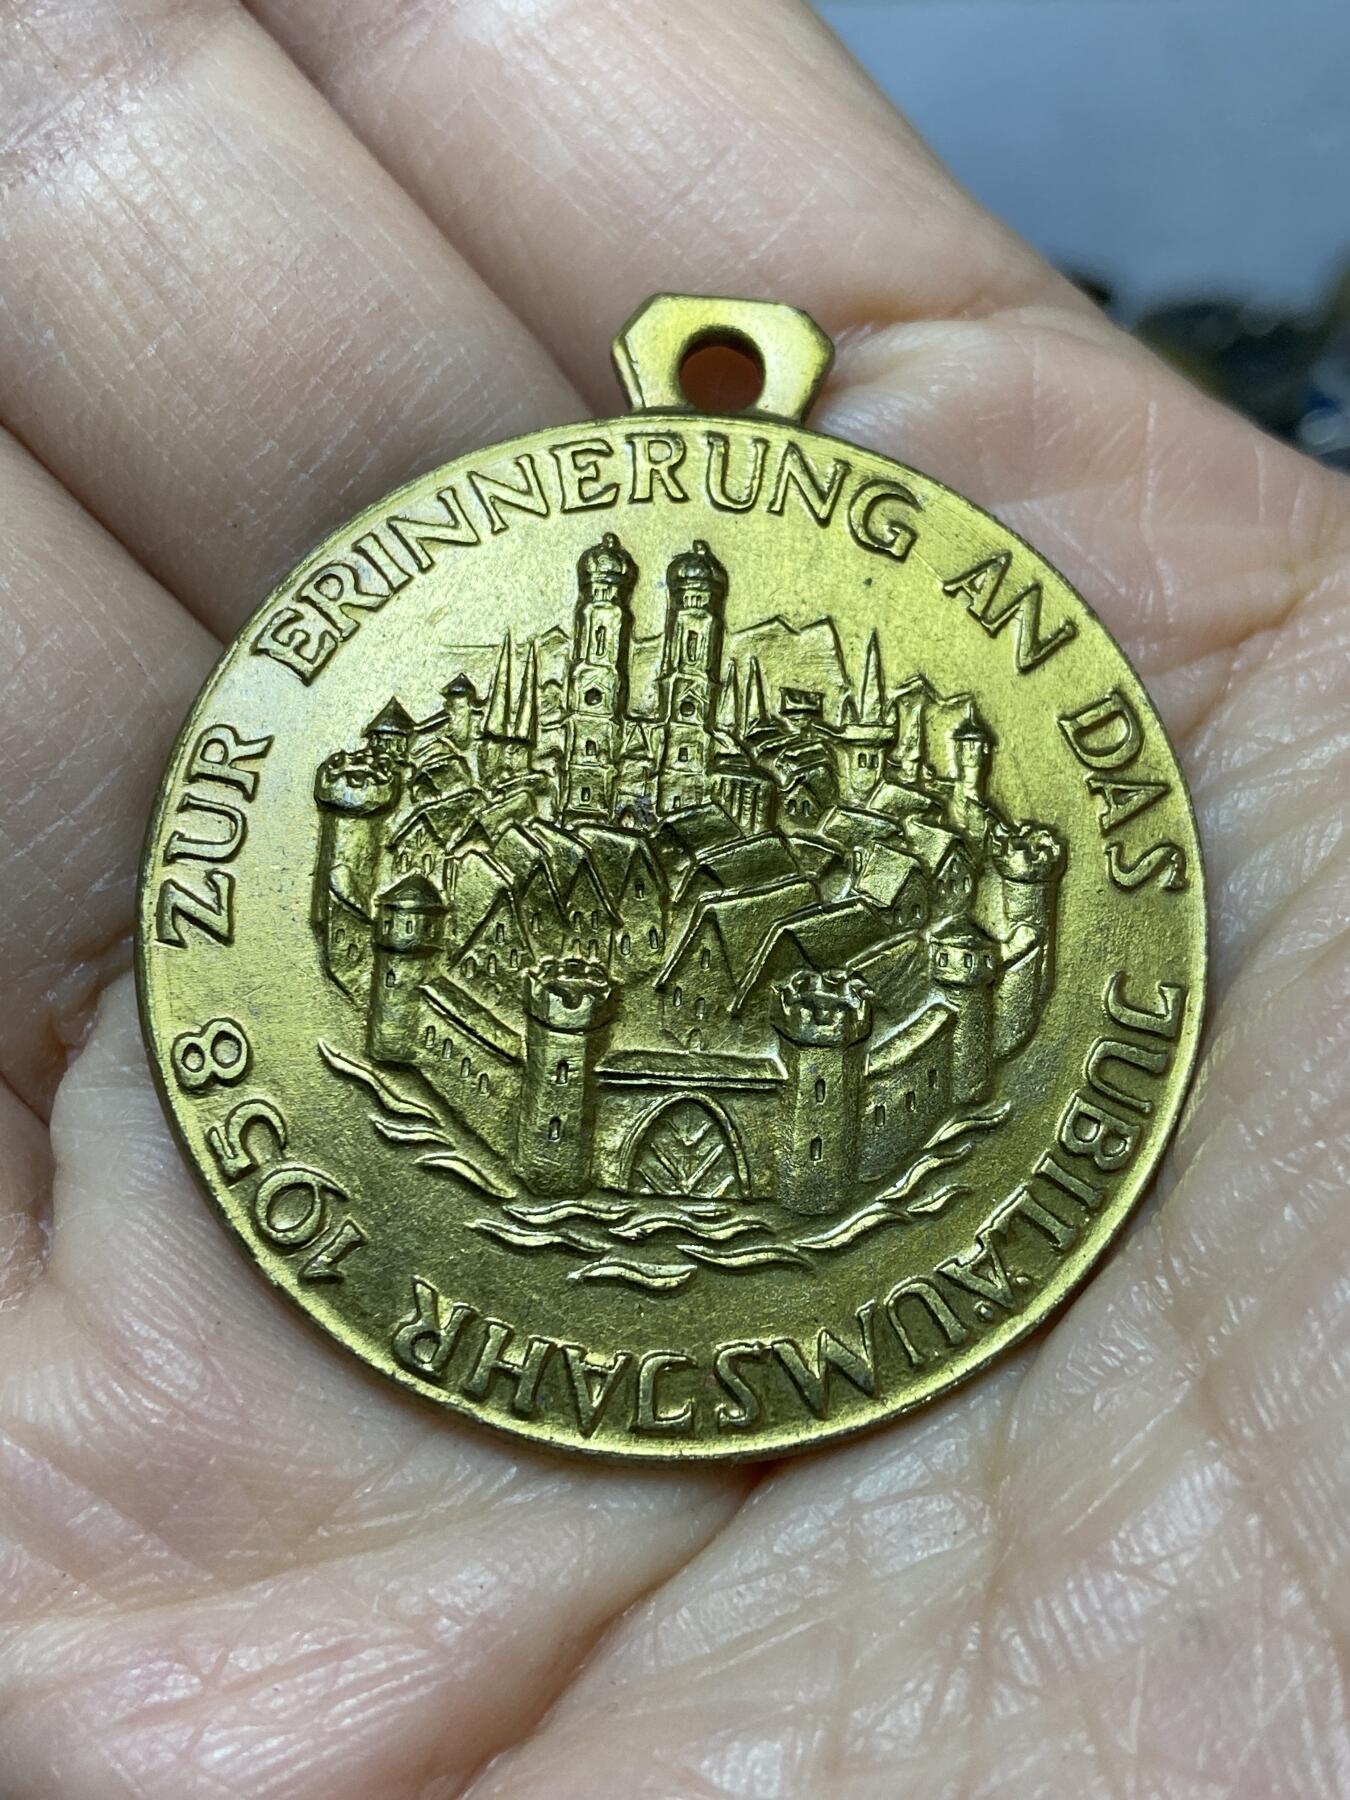 ZUR ERINNERUNG AN DAS JUBILÄUMSJAHR 1958